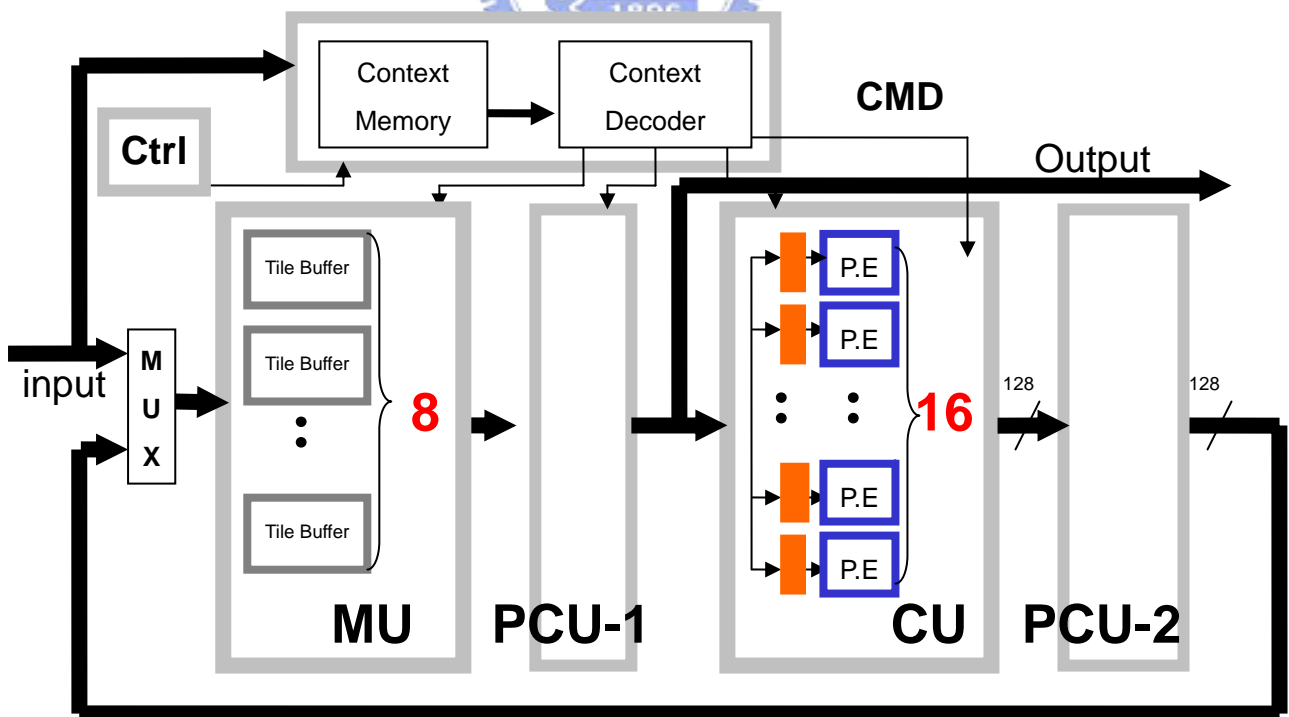 1896
Context
Memory
Context
Decoder
CMD
Ctrl
Output
Tile Buffer
P.E
Tile Buffer
P.E
input
M
U
X
8
16
128
128
Tile Buffer
P.E
P.E
MU
PCU-1
CU
PCU-2